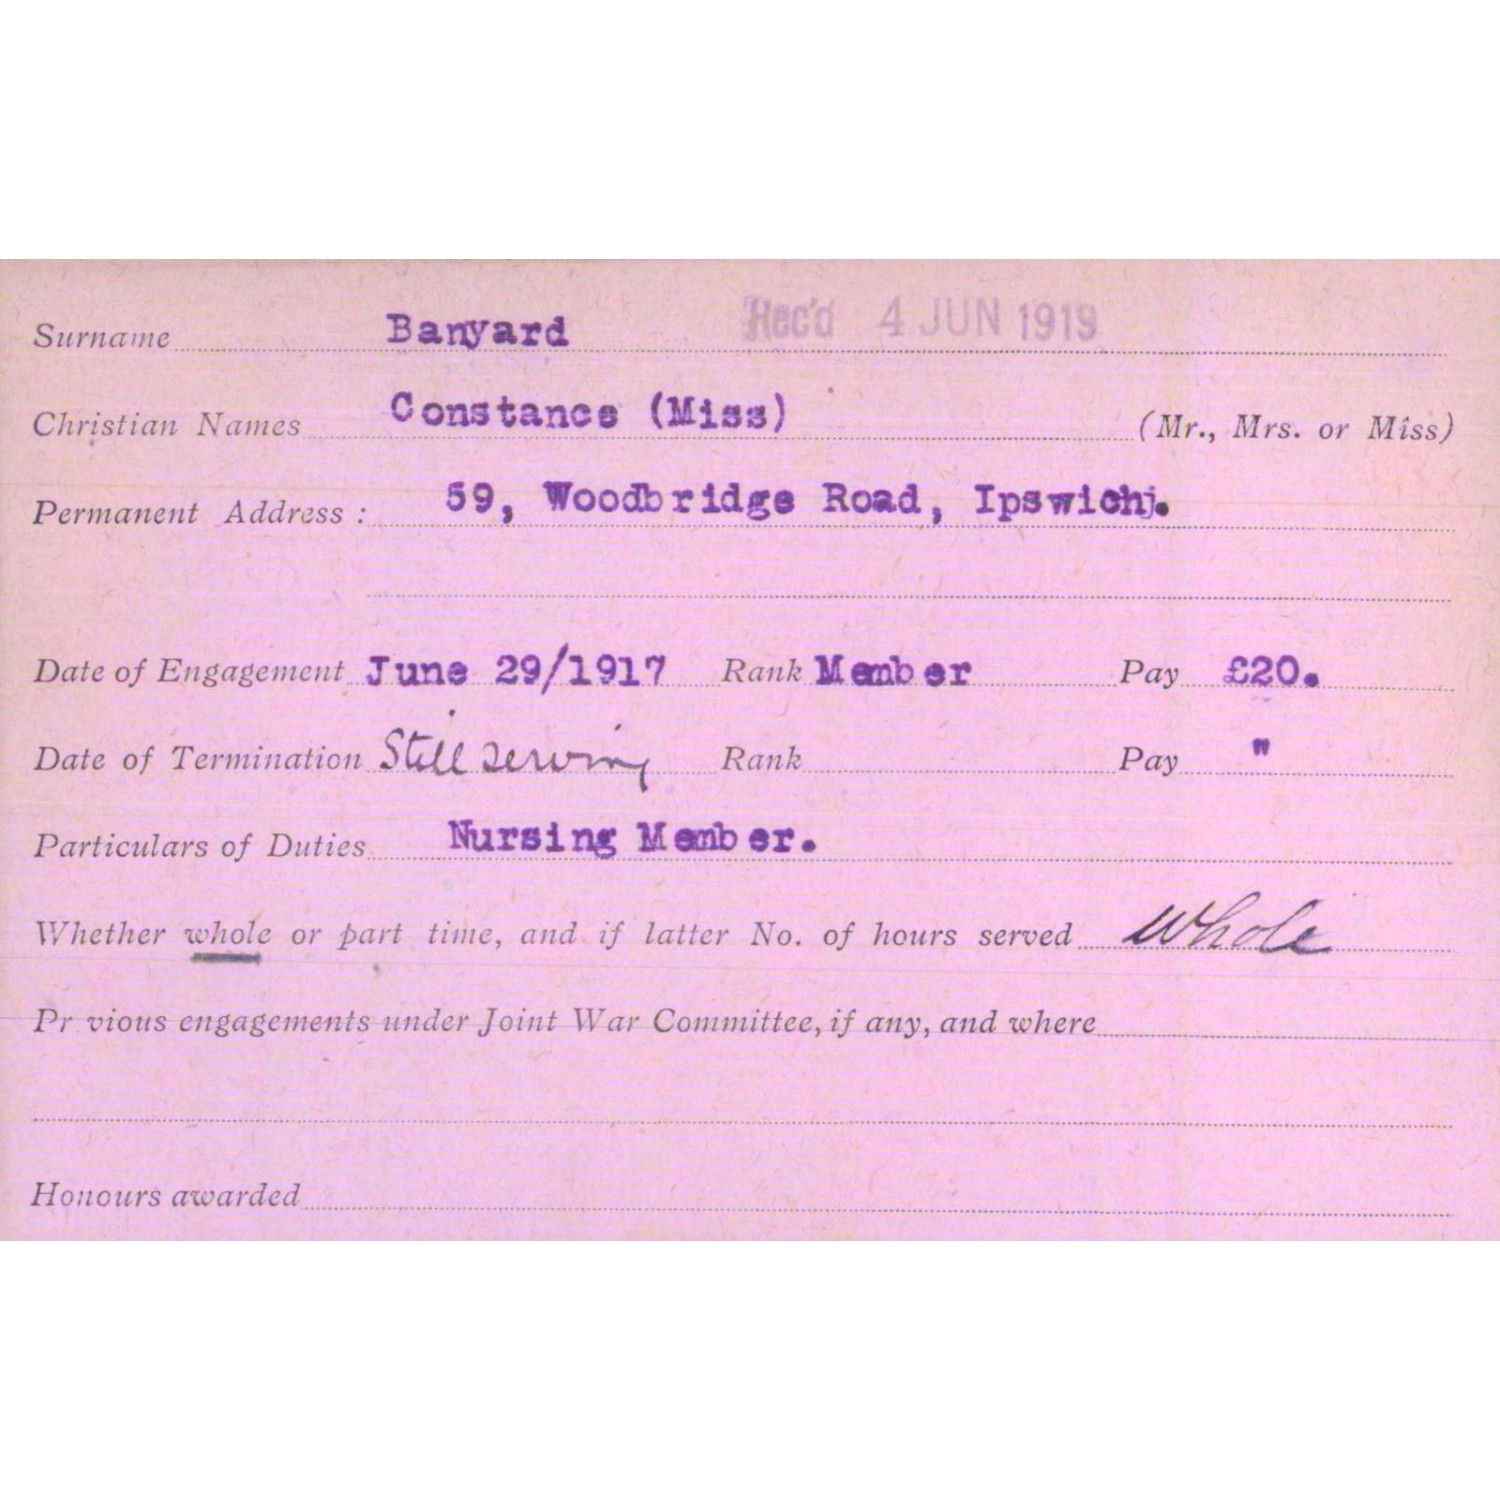 Surname Banyard Rec'd 4 JUN 1919
Christian Names Constance (Miss) (Mr., Mrs. or Miss)
Permanent Address : 59, Woodbridge Road, Ipswich.
Date of Engagement June 29/1917 Rank Member Pay £20.
Date of Termination Still serving Rank Pay "
Particulars of Duties Nursing Member.
Whether whole or part time, and if latter No. of hours served Whole
Pr vious engagements under Joint War Committee, if any, and where
Honours awarded